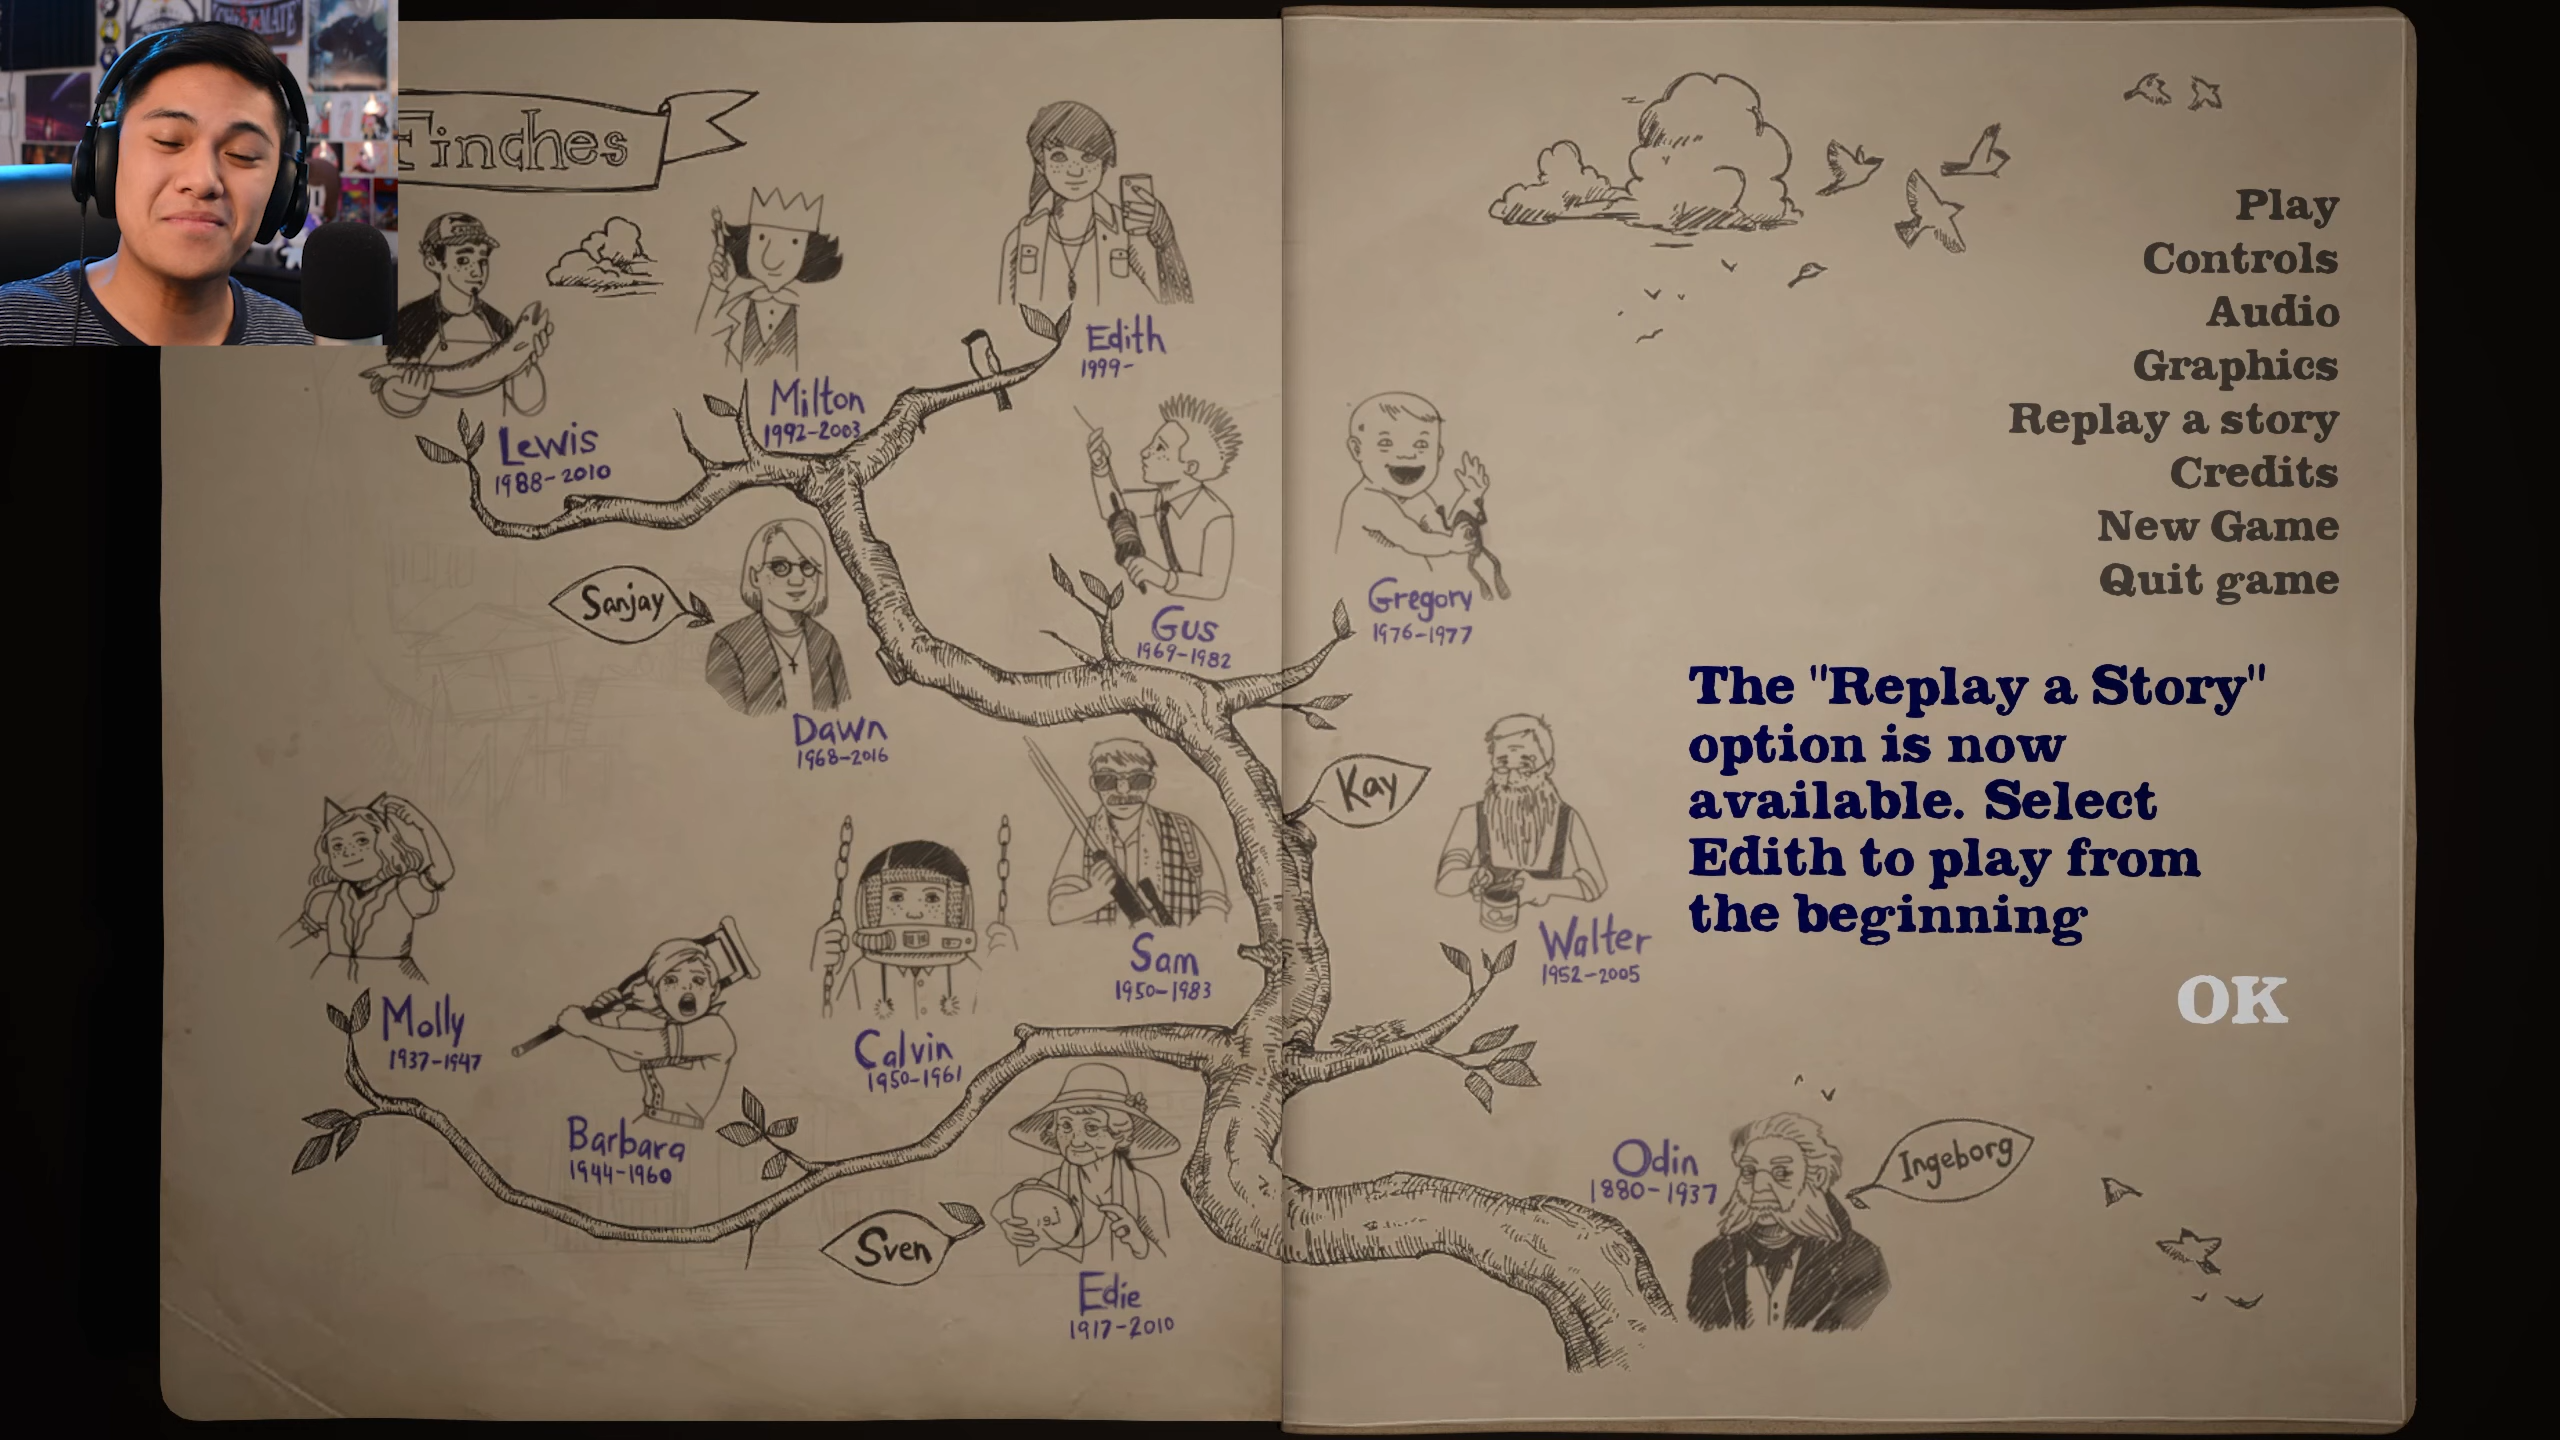 Finches
Edith
1999-
Milton
1992-2003
Lewis
1988-2010
Sanjay
Dawn
1968-2016
Gus
1969-1982
Gregory
1976-1977
Kay
Sam
1950-1983
Walter
1952-2005
Molly
1937-1947
Barbara
1944-1960
Calvin
1950-1961
Sven
Edie
1917-2010
Odin
1880-1937
Ingeborg
Play
Controls
Audio
Graphics
Replay a story
Credits
New Game
Quit game
The "Replay a Story"
option is now
available. Select
Edith to play from
the beginning
OK